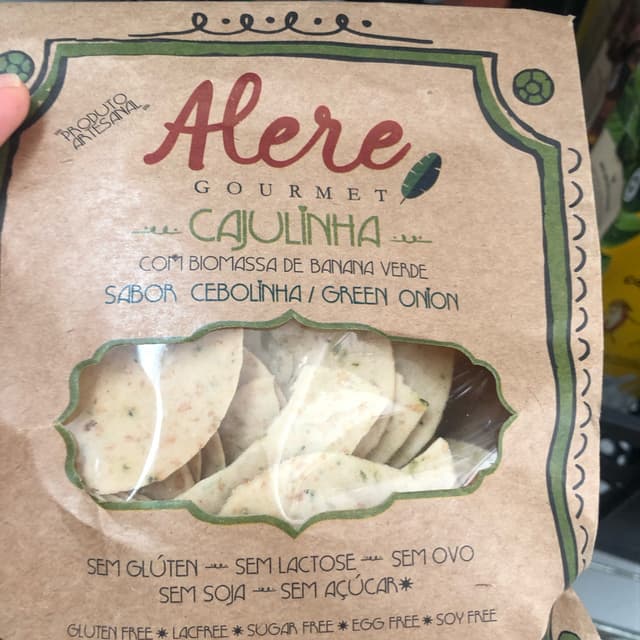 PRODUTO
ARTESANAL
Alere
GOURMET
CAJULINHA
COM BIOMASSA DE BANANA VERDE
SABOR CEBOLINHA / GREEN ONION
SEM GLÚTEN SEM LACTOSE SEM OVO
SEM SOJA SEM AÇÚCAR*
GLUTEN FREE * LACFREE * SUGAR FREE * EGG FREE * SOY FREE